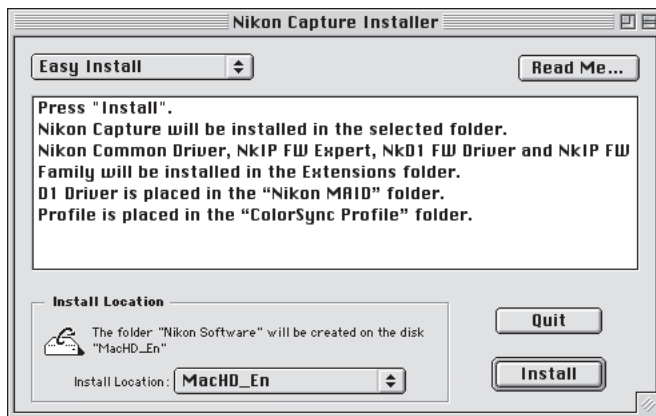 Nikon Capture Installer
Easy Install
Read Me...
Press "Install".
Nikon Capture will be installed in the selected folder.
Nikon Common Driver, NkIP FW Expert, NkD1 FW Driver and NkIP FW
Family will be installed in the Extensions folder.
D1 Driver is placed in the “Nikon MAID” folder.
Profile is placed in the “ColorSync Profile” folder.
Install Location
The folder "Nikon Software" will be created on the disk
"MacHD_En"
Install Location: MacHD_En
Quit
Install